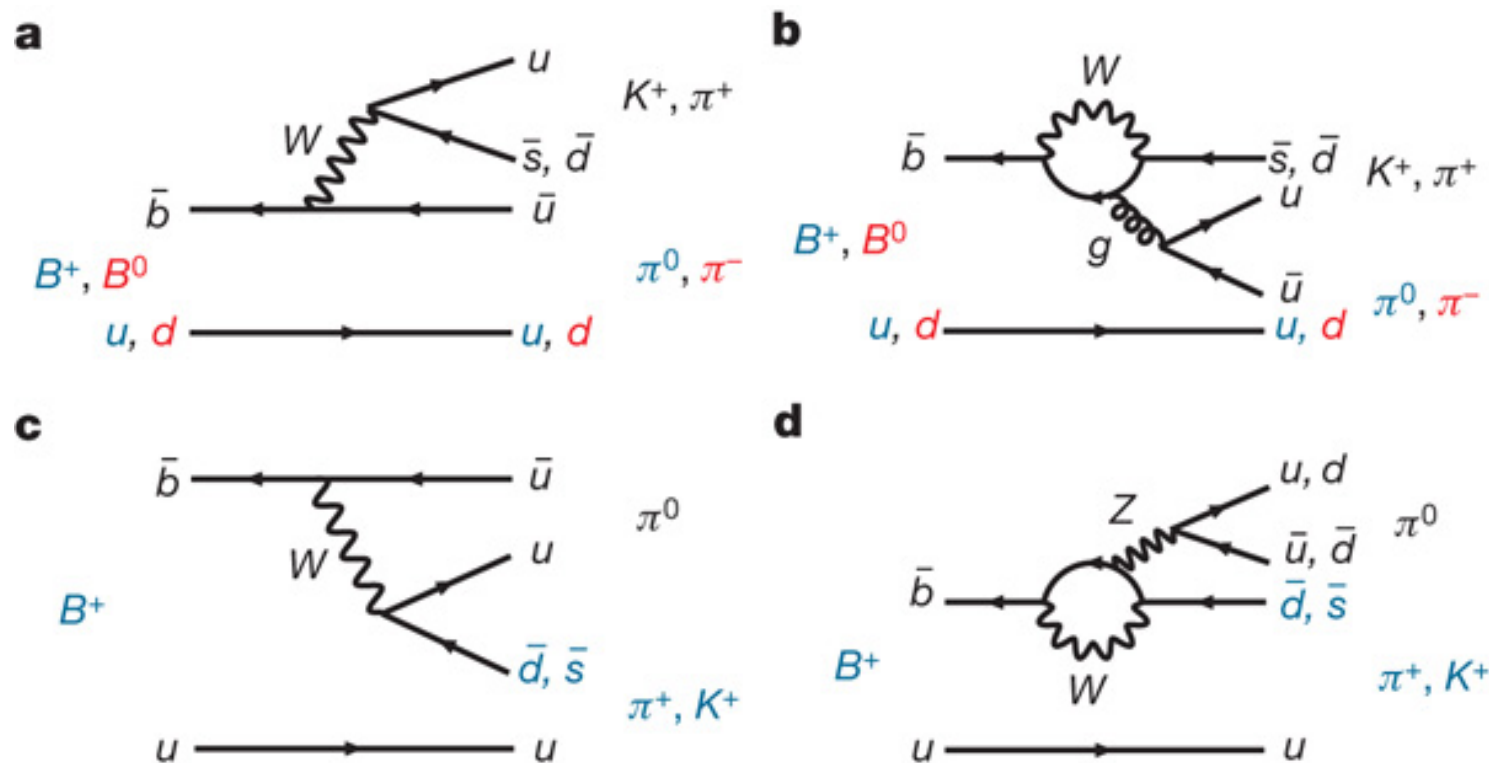 a
u
K⁺, π⁺
W
s̄, d̄
b̄
ū
B⁺, B⁰
π⁰, π⁻
u, d
u, d
b
W
b̄
s̄, d̄
K⁺, π⁺
u
B⁺, B⁰
g
ū
π⁰, π⁻
u, d
u, d
c
b̄
ū
π⁰
W
u
B⁺
d̄, s̄
π⁺, K⁺
u
u
d
u, d
Z
π⁰
ū, d̄
b̄
d̄, s̄
B⁺
W
π⁺, K⁺
u
u